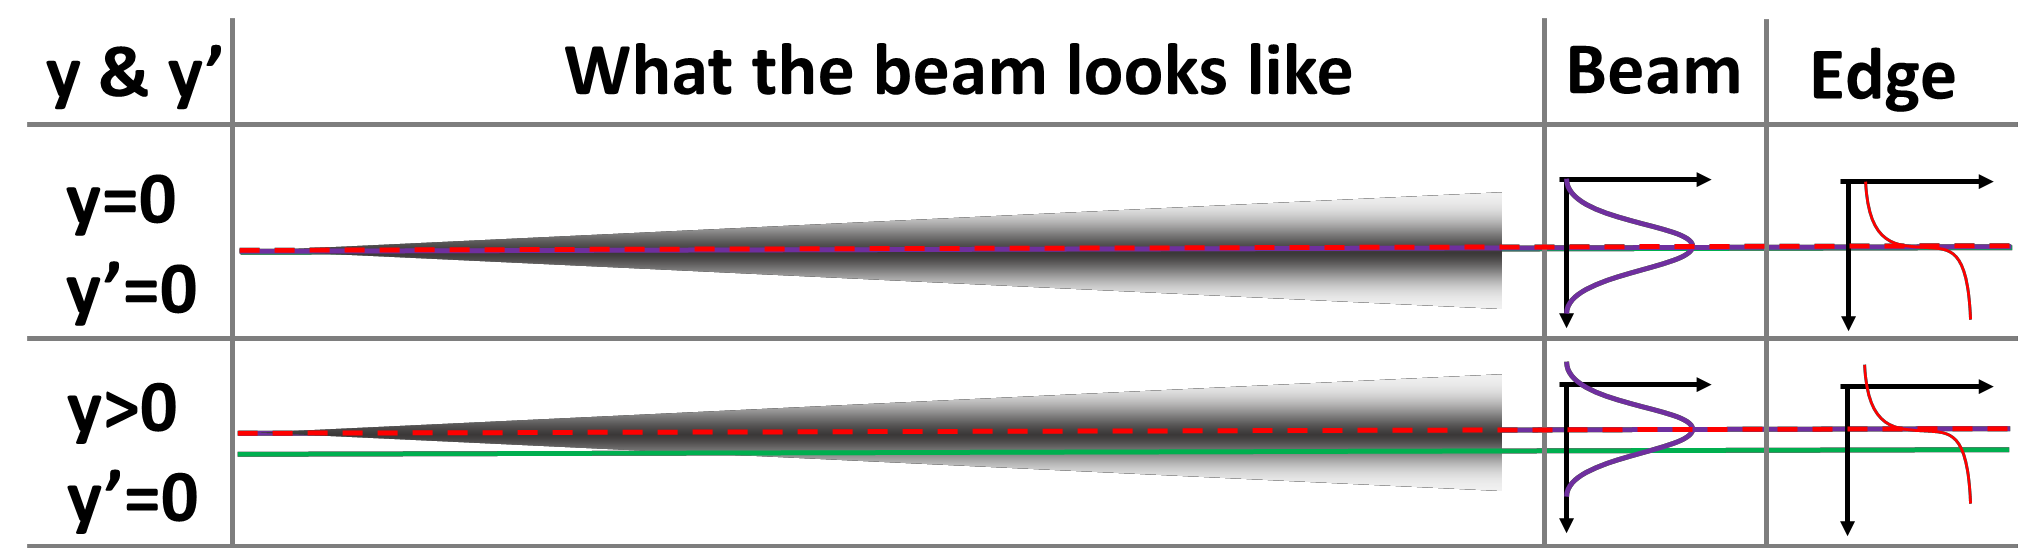 y & y’
What the beam looks like
Beam
Edge
y=0
y’=0
y>0
y’=0